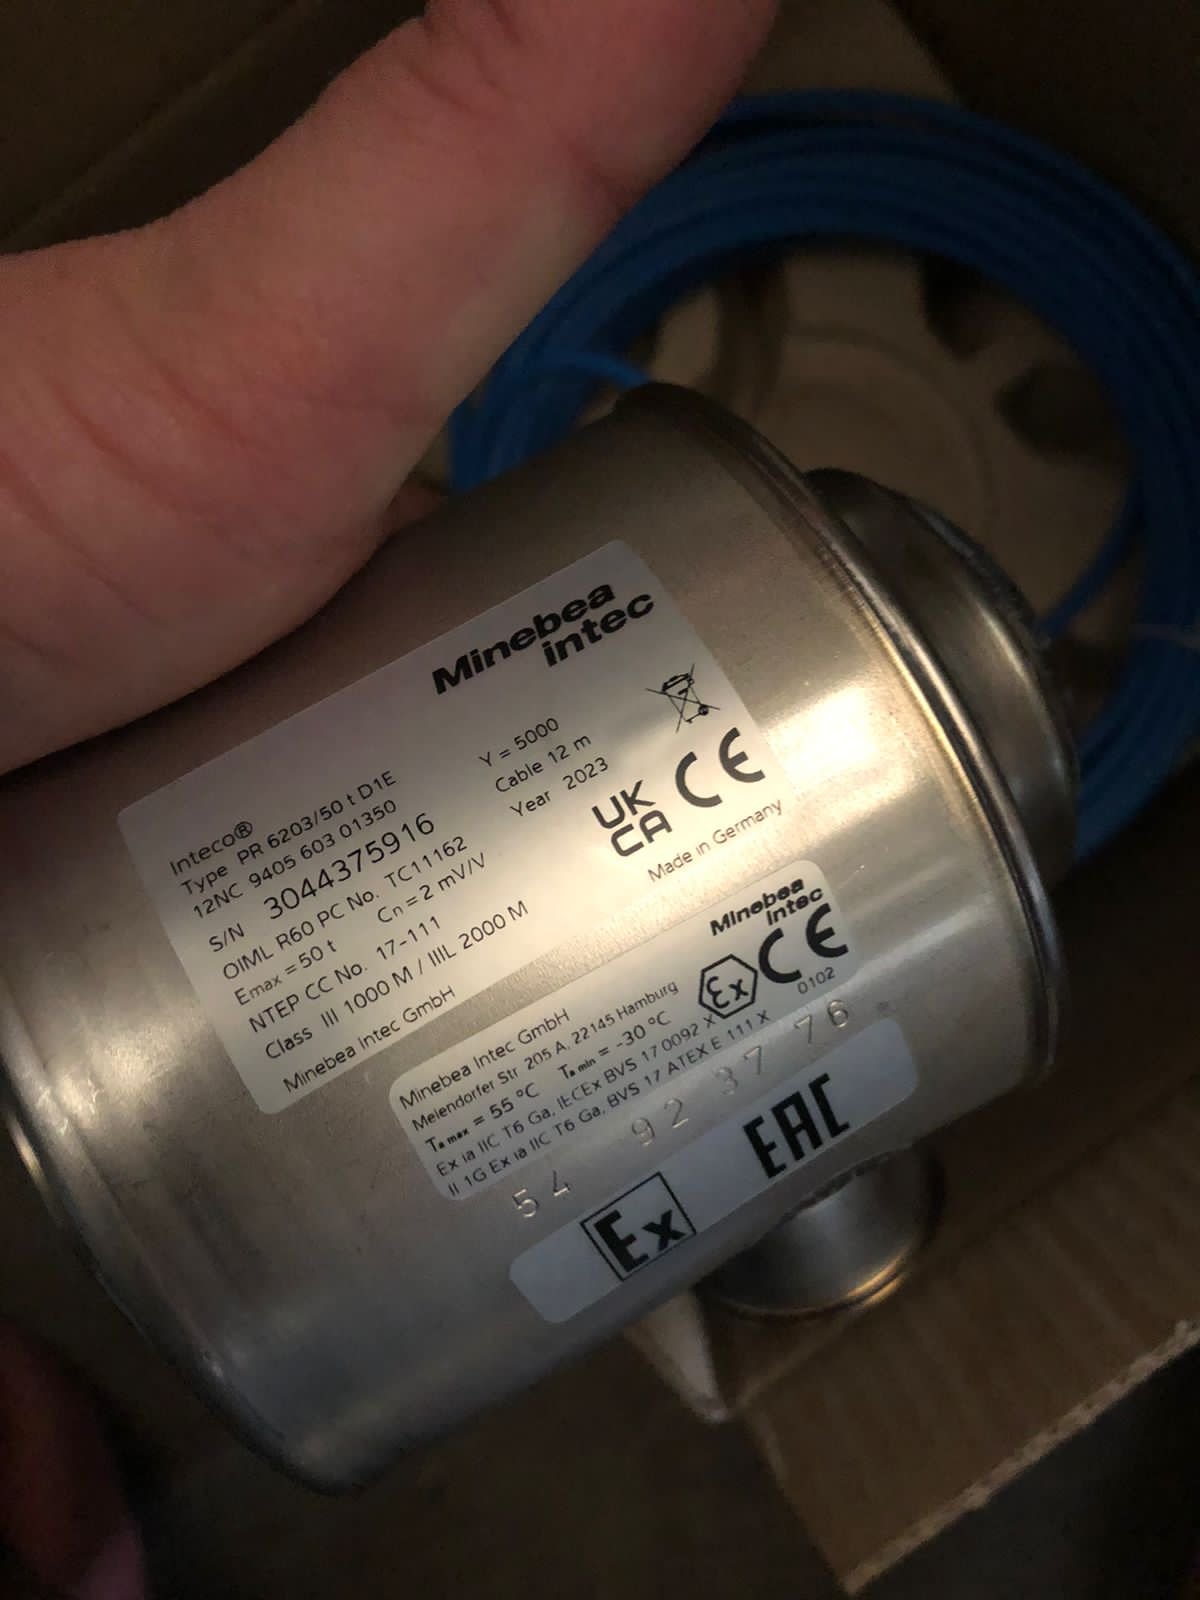 Minebea
intec
Inteco®
Type PR 6203/50 t D1E
12NC 9405 603 01350
S/N 3044375916
OIML R60 PC No. TC11162
Emax = 50 t Cn = 2 mV/V
NTEP CC No. 17-111
Class III 1000 M / IIIL 2000 M
Minebea Intec GmbH
Y = 5000
Cable 12 m
Year 2023
UK
CA
CE
Made in Germany
Minebea
intec
Minebea Intec GmbH
Meiendorfer Str 205 A, 22145 Hamburg
Ta max = 55 °C Ta min = -30 °C
Ex ia IIC T6 Ga, IECEx BVS 17 0092 X
II 1G Ex ia IIC T6 Ga, BVS 17 ATEX E 111 X
Ex
CE
0102
54 92 37 76
Ex
EAC